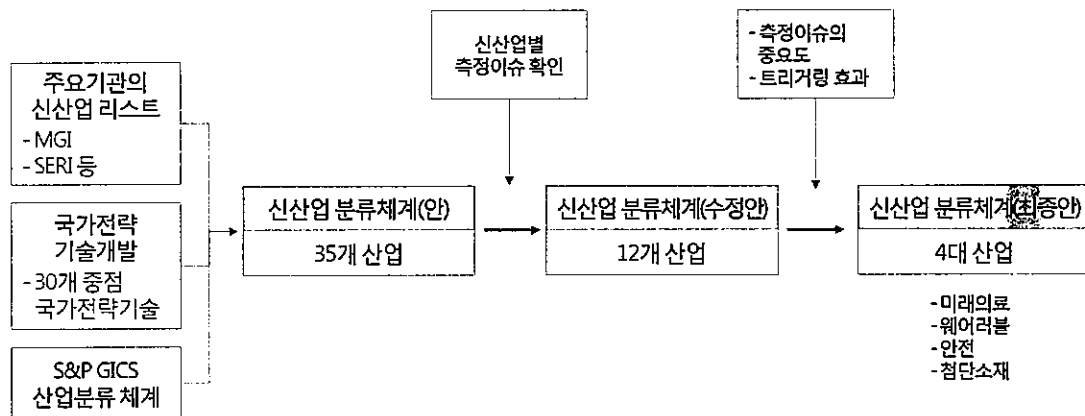 주요기관의
신산업 리스트
- MGI
- SERI 등
국가전략
기술개발
- 30개 중점
국가전략기술
S&P GICS
산업분류 체계
신산업별
측정이슈 확인
- 측정이슈의
중요도
- 트리거링 효과
신산업 분류체계(안)
35개 산업
신산업 분류체계(수정안)
12개 산업
신산업 분류체계(
종안)
4대 산업
- 미래의료
- 웨어러블
- 안전
- 첨단소재